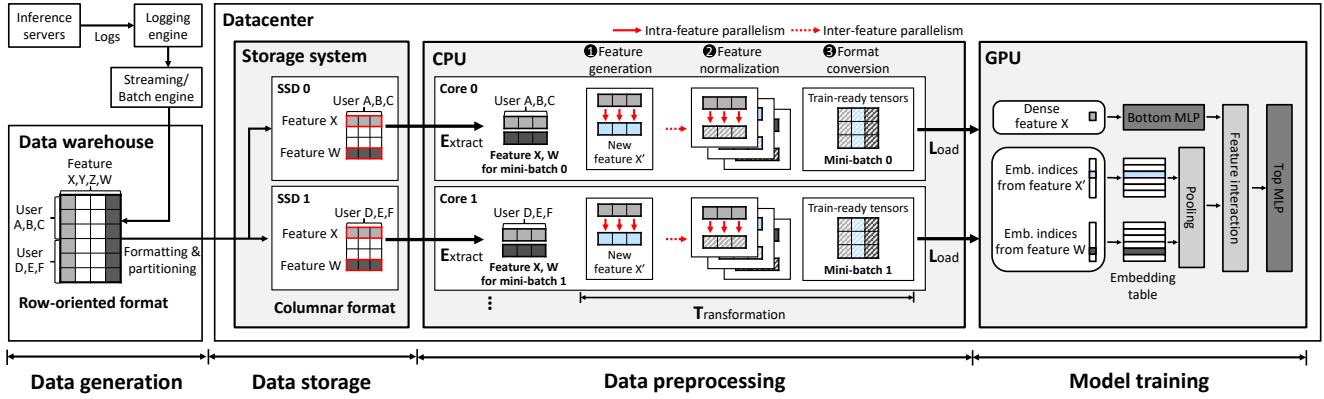 Inference
servers
Logs
Logging
engine
Streaming/
Batch engine
Data warehouse
Feature
X,Y,Z,W
User
A,B,C
User
D,E,F
Formatting &
partitioning
Row-oriented format
Datacenter
Storage system
SSD 0
User A,B,C
Feature X
Feature W
SSD 1
User D,E,F
Feature X
Feature W
Columnar format
CPU
Intra-feature parallelism
Inter-feature parallelism
❶Feature
generation
❷Feature
normalization
❸Format
conversion
Core 0
Extract
User A,B,C
Feature X, W
for mini-batch 0
New
feature X'
Train-ready tensors
Mini-batch 0
Load
Core 1
Extract
User D,E,F
Feature X, W
for mini-batch 1
New
feature X'
Train-ready tensors
Mini-batch 1
Load
⋮
Transformation
GPU
Dense
feature X
Bottom MLP
Emb. indices
from feature X'
Emb. indices
from feature W
Embedding
table
Pooling
Feature interaction
Top MLP
Data generation
Data storage
Data preprocessing
Model training